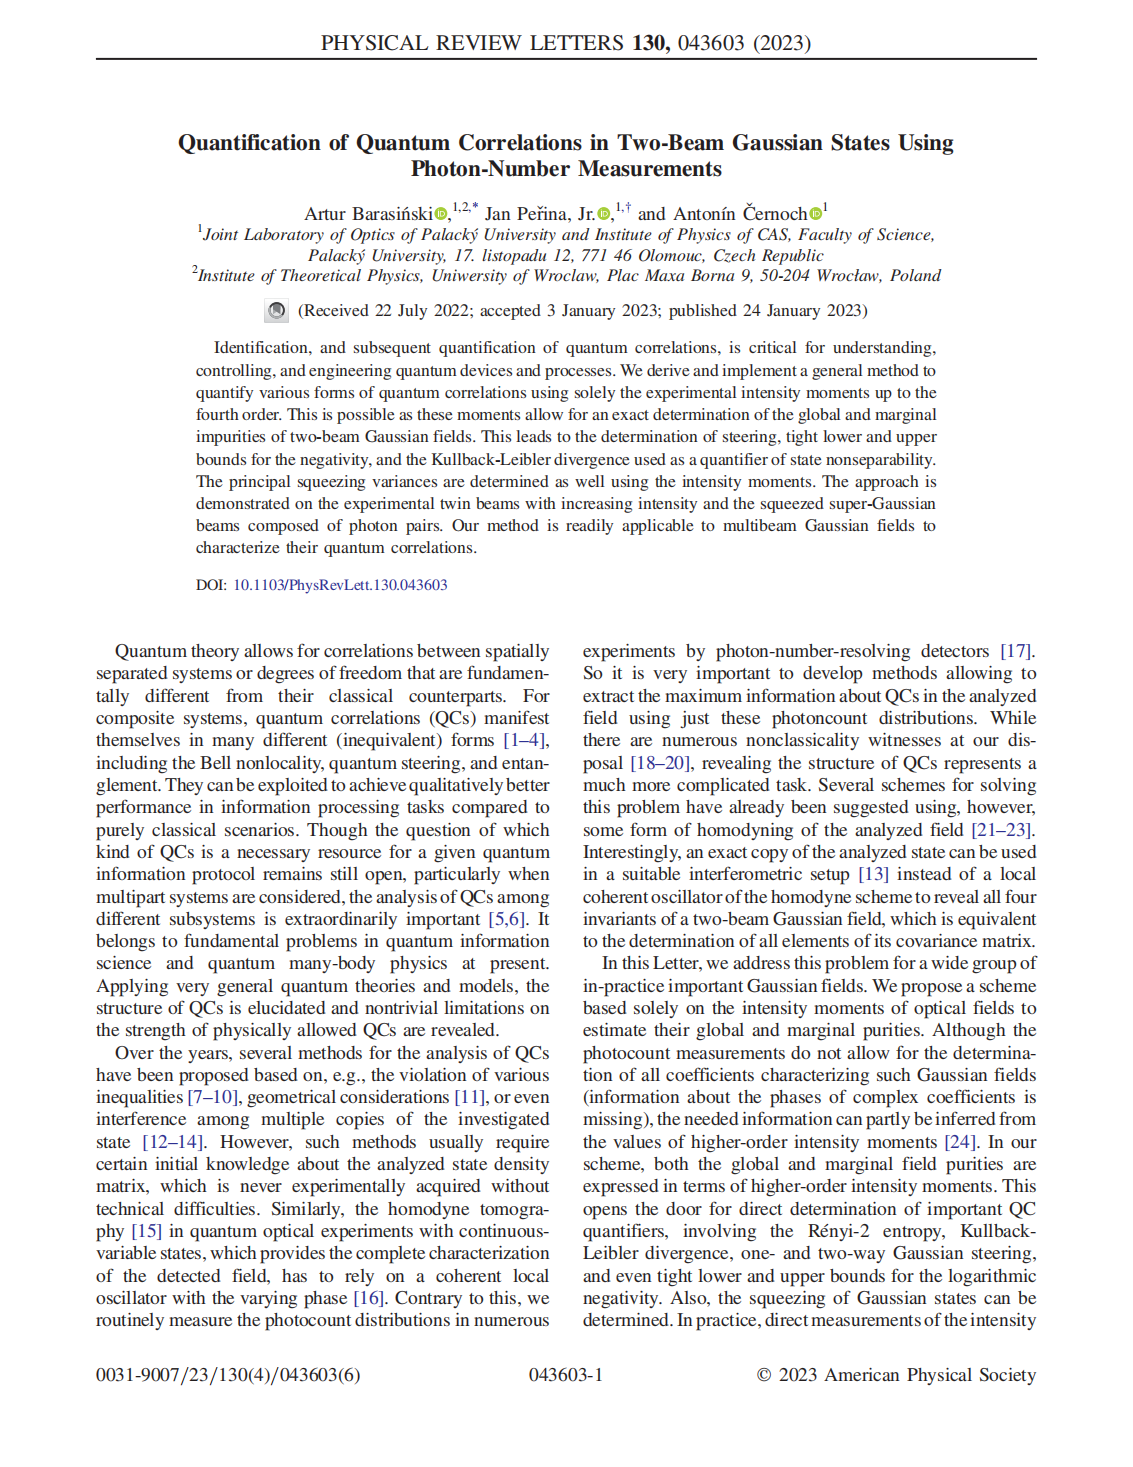 PHYSICAL REVIEW LETTERS 130, 043603 (2023)
Quantification of Quantum Correlations in Two-Beam Gaussian States Using
Photon-Number Measurements
Artur Barasiński,1,2,* Jan Peřina, Jr.,1,† and Antonín Černoch1
1Joint Laboratory of Optics of Palacký University and Institute of Physics of CAS, Faculty of Science,
Palacký University, 17. listopadu 12, 771 46 Olomouc, Czech Republic
2Institute of Theoretical Physics, Uniwersity of Wroclaw, Plac Maxa Borna 9, 50-204 Wrocław, Poland
(Received 22 July 2022; accepted 3 January 2023; published 24 January 2023)
Identification, and subsequent quantification of quantum correlations, is critical for understanding,
controlling, and engineering quantum devices and processes. We derive and implement a general method to
quantify various forms of quantum correlations using solely the experimental intensity moments up to the
fourth order. This is possible as these moments allow for an exact determination of the global and marginal
impurities of two-beam Gaussian fields. This leads to the determination of steering, tight lower and upper
bounds for the negativity, and the Kullback-Leibler divergence used as a quantifier of state nonseparability.
The principal squeezing variances are determined as well using the intensity moments. The approach is
demonstrated on the experimental twin beams with increasing intensity and the squeezed super-Gaussian
beams composed of photon pairs. Our method is readily applicable to multibeam Gaussian fields to
characterize their quantum correlations.
DOI: 10.1103/PhysRevLett.130.043603
Quantum theory allows for correlations between spatially
separated systems or degrees of freedom that are fundamen-
tally different from their classical counterparts. For
composite systems, quantum correlations (QCs) manifest
themselves in many different (inequivalent) forms [1–4],
including the Bell nonlocality, quantum steering, and entan-
glement. They can be exploited to achieve qualitatively better
performance in information processing tasks compared to
purely classical scenarios. Though the question of which
kind of QCs is a necessary resource for a given quantum
information protocol remains still open, particularly when
multipart systems are considered, the analysis of QCs among
different subsystems is extraordinarily important [5,6]. It
belongs to fundamental problems in quantum information
science and quantum many-body physics at present.
Applying very general quantum theories and models, the
structure of QCs is elucidated and nontrivial limitations on
the strength of physically allowed QCs are revealed.
Over the years, several methods for the analysis of QCs
have been proposed based on, e.g., the violation of various
inequalities [7–10], geometrical considerations [11], or even
interference among multiple copies of the investigated
state [12–14]. However, such methods usually require
certain initial knowledge about the analyzed state density
matrix, which is never experimentally acquired without
technical difficulties. Similarly, the homodyne tomogra-
phy [15] in quantum optical experiments with continuous-
variable states, which provides the complete characterization
of the detected field, has to rely on a coherent local
oscillator with the varying phase [16]. Contrary to this, we
routinely measure the photocount distributions in numerous
experiments by photon-number-resolving detectors [17].
So it is very important to develop methods allowing to
extract the maximum information about QCs in the analyzed
field using just these photoncount distributions. While
there are numerous nonclassicality witnesses at our dis-
posal [18–20], revealing the structure of QCs represents a
much more complicated task. Several schemes for solving
this problem have already been suggested using, however,
some form of homodyning of the analyzed field [21–23].
Interestingly, an exact copy of the analyzed state can be used
in a suitable interferometric setup [13] instead of a local
coherent oscillator of the homodyne scheme to reveal all four
invariants of a two-beam Gaussian field, which is equivalent
to the determination of all elements of its covariance matrix.
In this Letter, we address this problem for a wide group of
in-practice important Gaussian fields. We propose a scheme
based solely on the intensity moments of optical fields to
estimate their global and marginal purities. Although the
photocount measurements do not allow for the determina-
tion of all coefficients characterizing such Gaussian fields
(information about the phases of complex coefficients is
missing), the needed information can partly be inferred from
the values of higher-order intensity moments [24]. In our
scheme, both the global and marginal field purities are
expressed in terms of higher-order intensity moments. This
opens the door for direct determination of important QC
quantifiers, involving the Rényi-2 entropy, Kullback-
Leibler divergence, one- and two-way Gaussian steering,
and even tight lower and upper bounds for the logarithmic
negativity. Also, the squeezing of Gaussian states can be
determined. In practice, direct measurements of the intensity
0031-9007/23/130(4)/043603(6)
043603-1
© 2023 American Physical Society